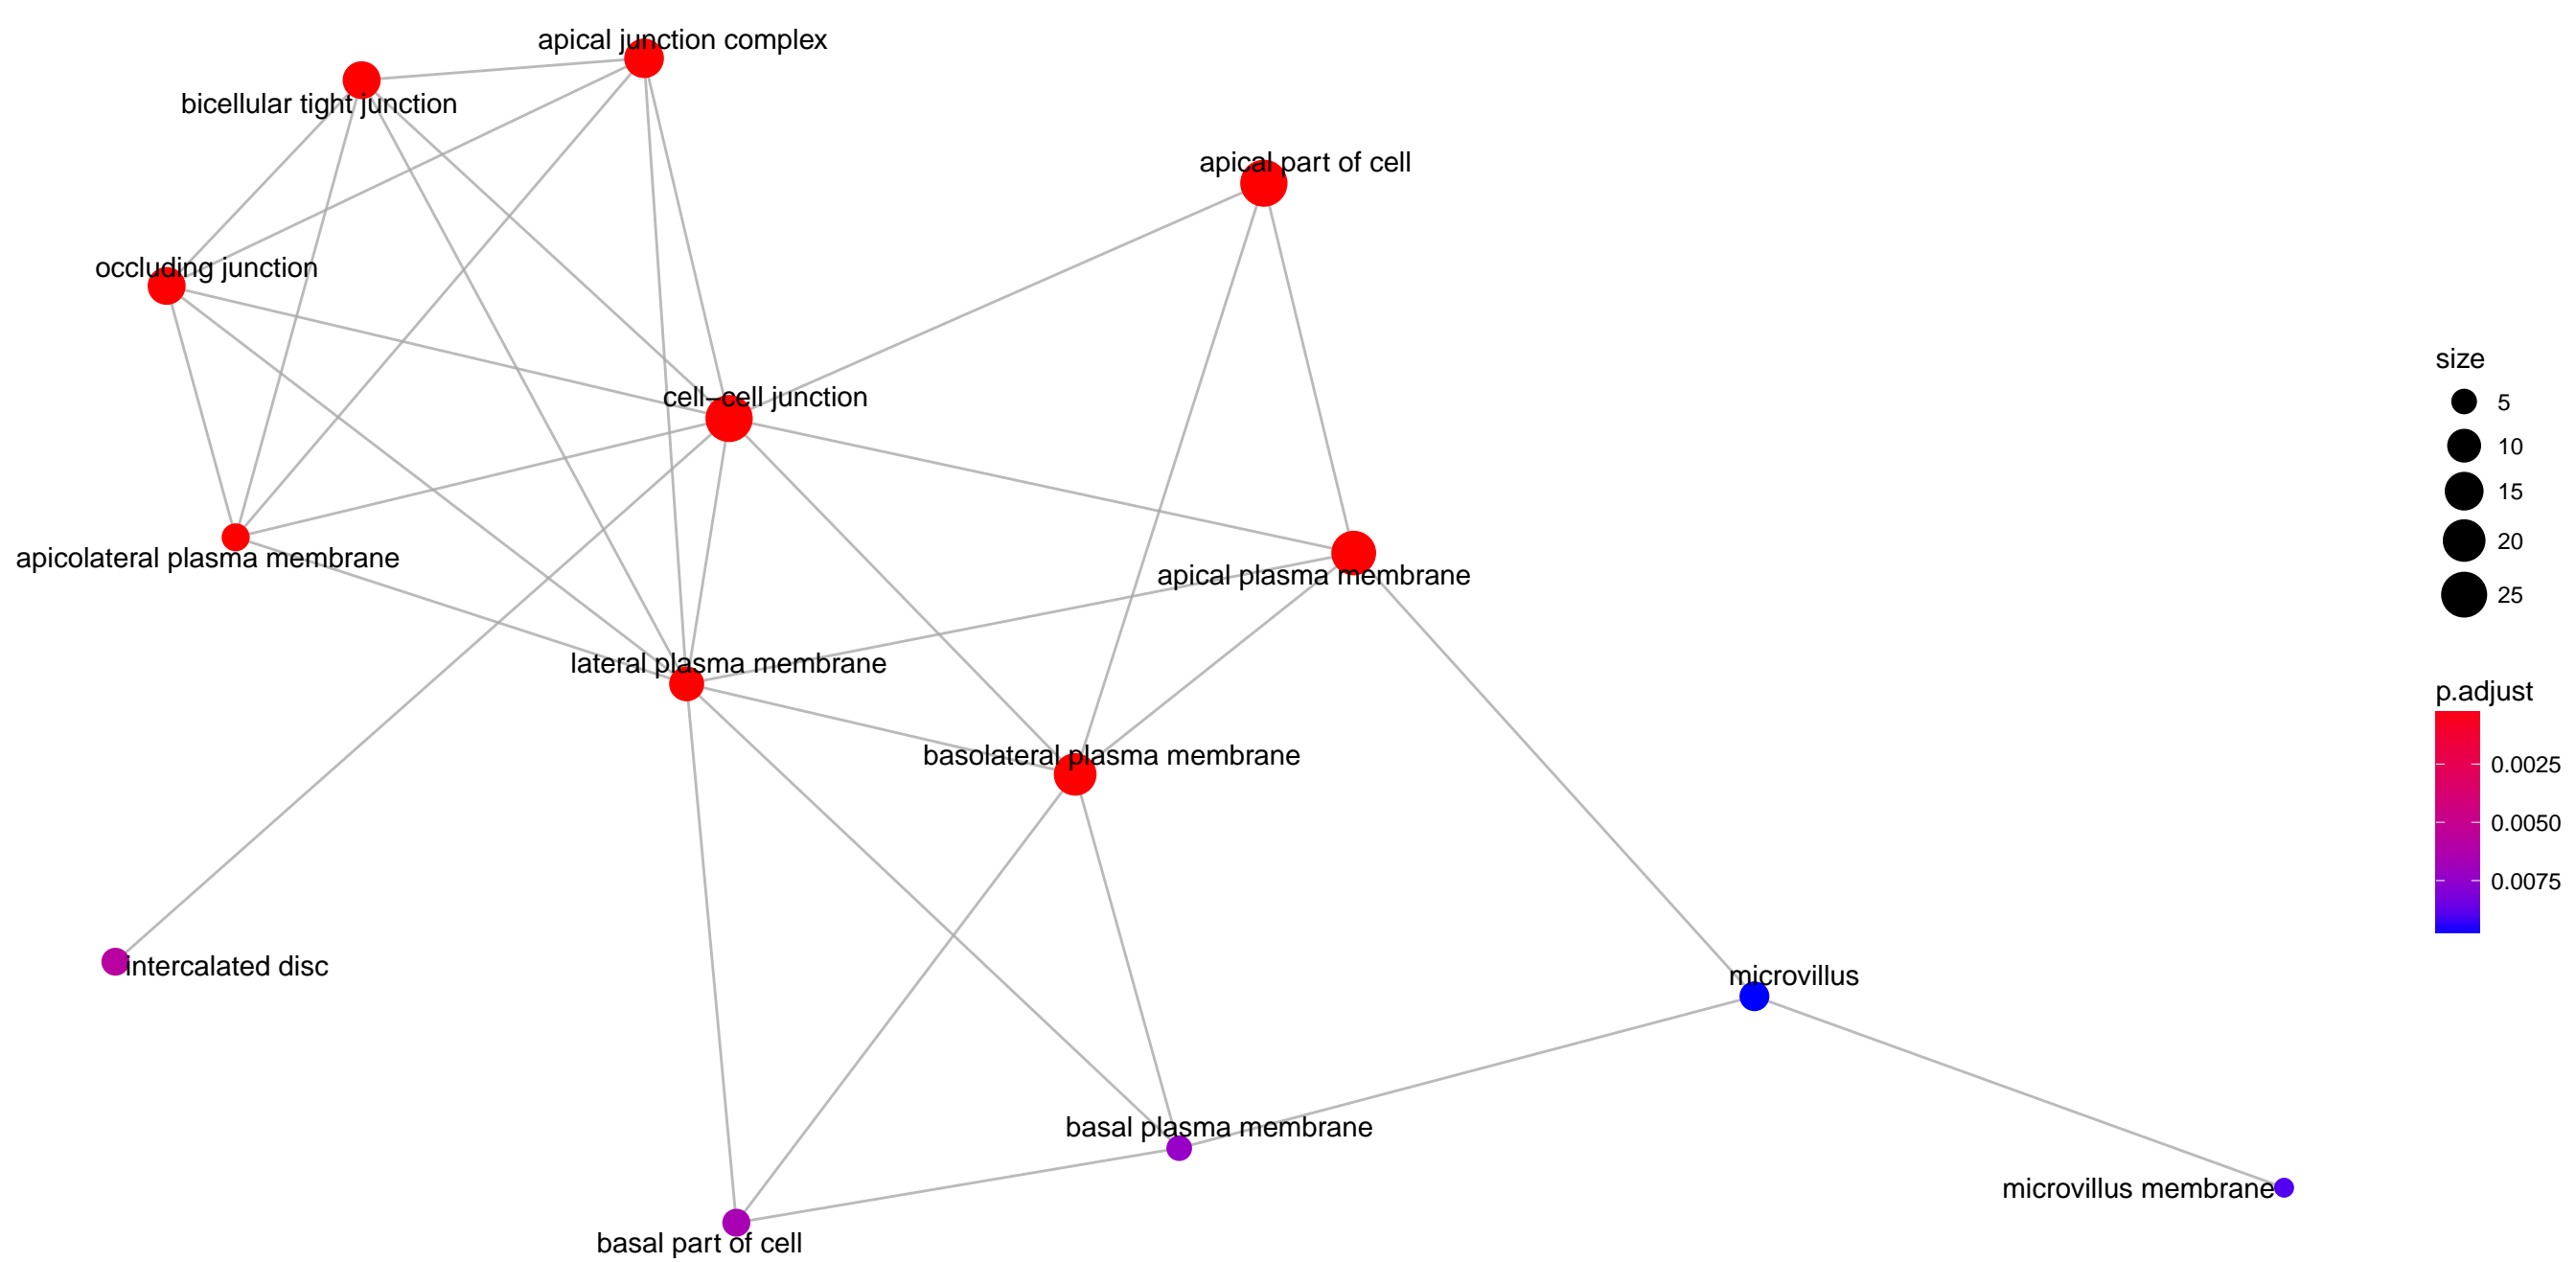 apical junction complex
bicellular tight junction
apical part of cell
occluding junction
cell–cell junction
apicolateral plasma membrane
apical plasma membrane
lateral plasma membrane
basolateral plasma membrane
intercalated disc
microvillus
basal plasma membrane
microvillus membrane
basal part of cell
size
5
10
15
20
25
p.adjust
0.0025
0.0050
0.0075